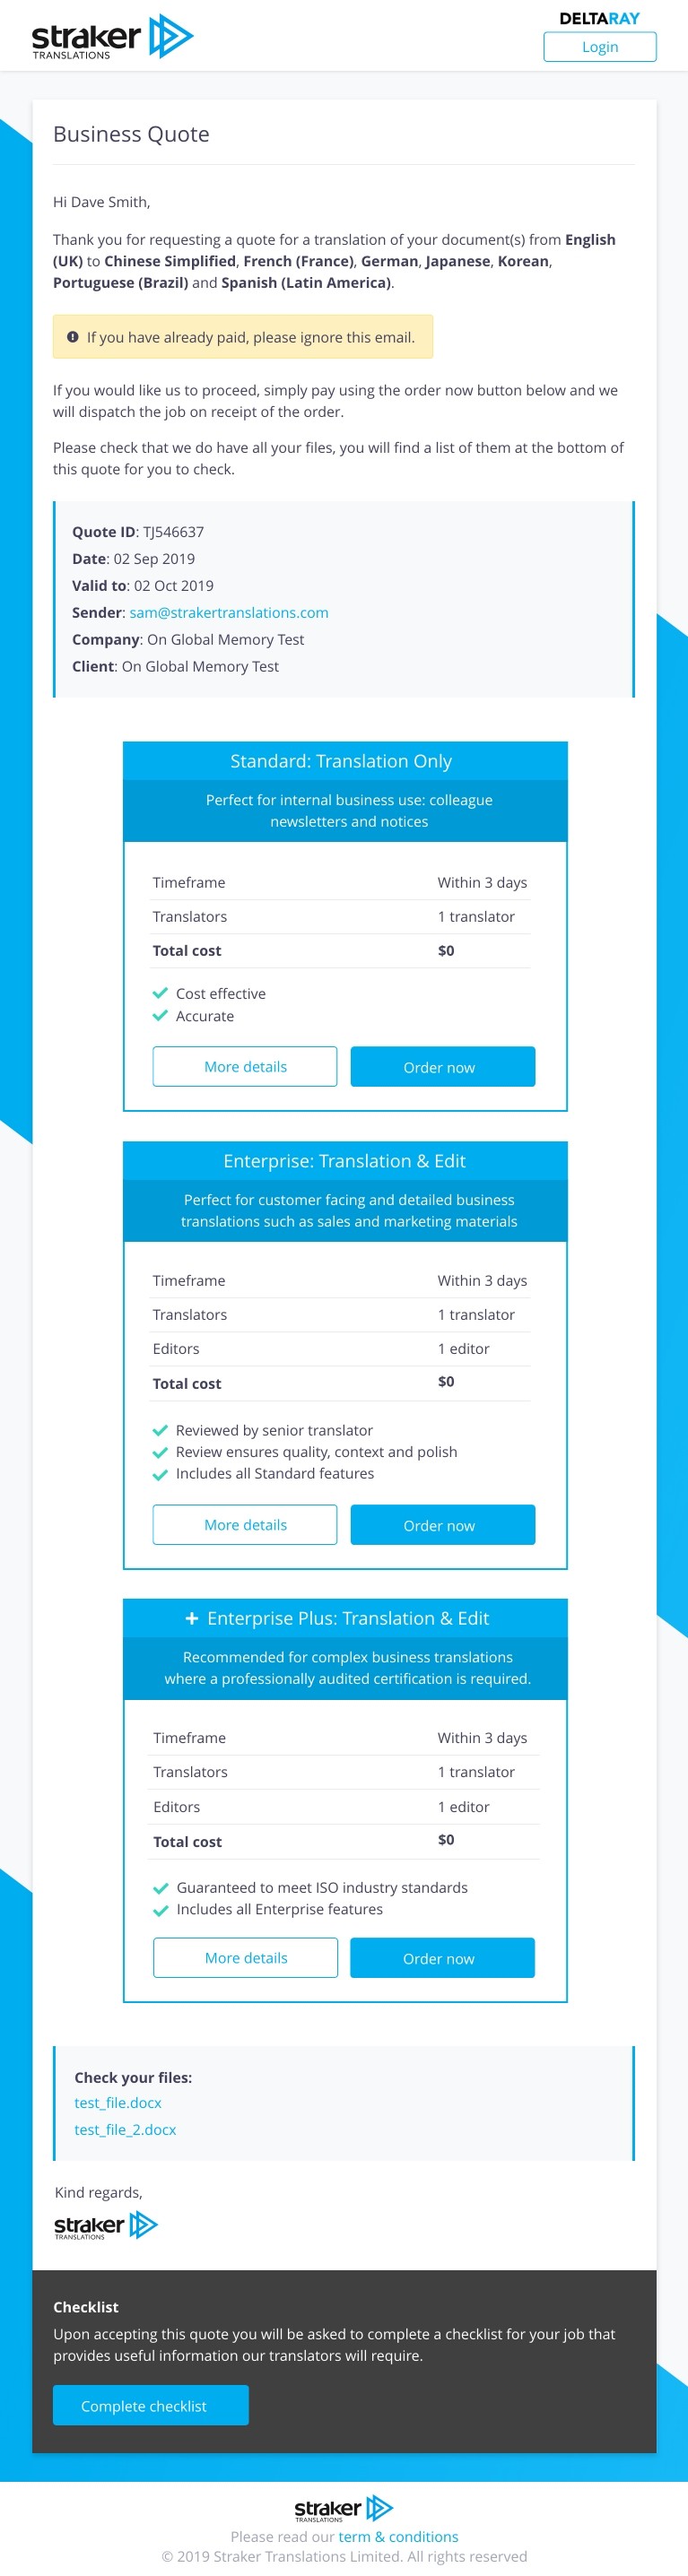 straker
TRANSLATIONS
DELTARAY
Login
Business Quote
Hi Dave Smith,
Thank you for requesting a quote for a translation of your document(s) from English
(UK) to Chinese Simplified, French (France), German, Japanese, Korean,
Portuguese (Brazil) and Spanish (Latin America).
If you have already paid, please ignore this email.
If you would like us to proceed, simply pay using the order now button below and we
will dispatch the job on receipt of the order.
Please check that we do have all your files, you will find a list of them at the bottom of
this quote for you to check.
Quote ID: TJ546637
Date: 02 Sep 2019
Valid to: 02 Oct 2019
Sender: sam@strakertranslations.com
Company: On Global Memory Test
Client: On Global Memory Test
Standard: Translation Only
Perfect for internal business use: colleague
newsletters and notices
Timeframe Within 3 days
Translators 1 translator
Total cost $0
Cost effective
Accurate
More details Order now
Enterprise: Translation & Edit
Perfect for customer facing and detailed business
translations such as sales and marketing materials
Timeframe Within 3 days
Translators 1 translator
Editors 1 editor
Total cost $0
Reviewed by senior translator
Review ensures quality, context and polish
Includes all Standard features
More details Order now
Enterprise Plus: Translation & Edit
Recommended for complex business translations
where a professionally audited certification is required.
Timeframe Within 3 days
Translators 1 translator
Editors 1 editor
Total cost $0
Guaranteed to meet ISO industry standards
Includes all Enterprise features
More details Order now
Check your files:
test_file.docx
test_file_2.docx
Kind regards,
straker
TRANSLATIONS
Checklist
Upon accepting this quote you will be asked to complete a checklist for your job that
provides useful information our translators will require.
Complete checklist
straker
TRANSLATIONS
Please read our term & conditions
© 2019 Straker Translations Limited. All rights reserved